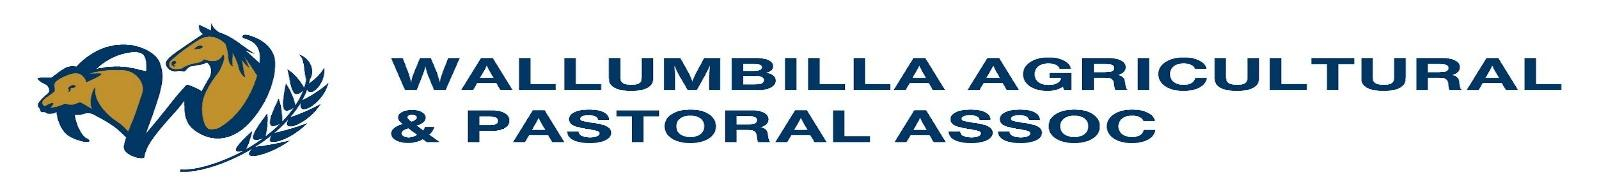 WALLUMBILLA AGRICULTURAL
& PASTORAL ASSOC